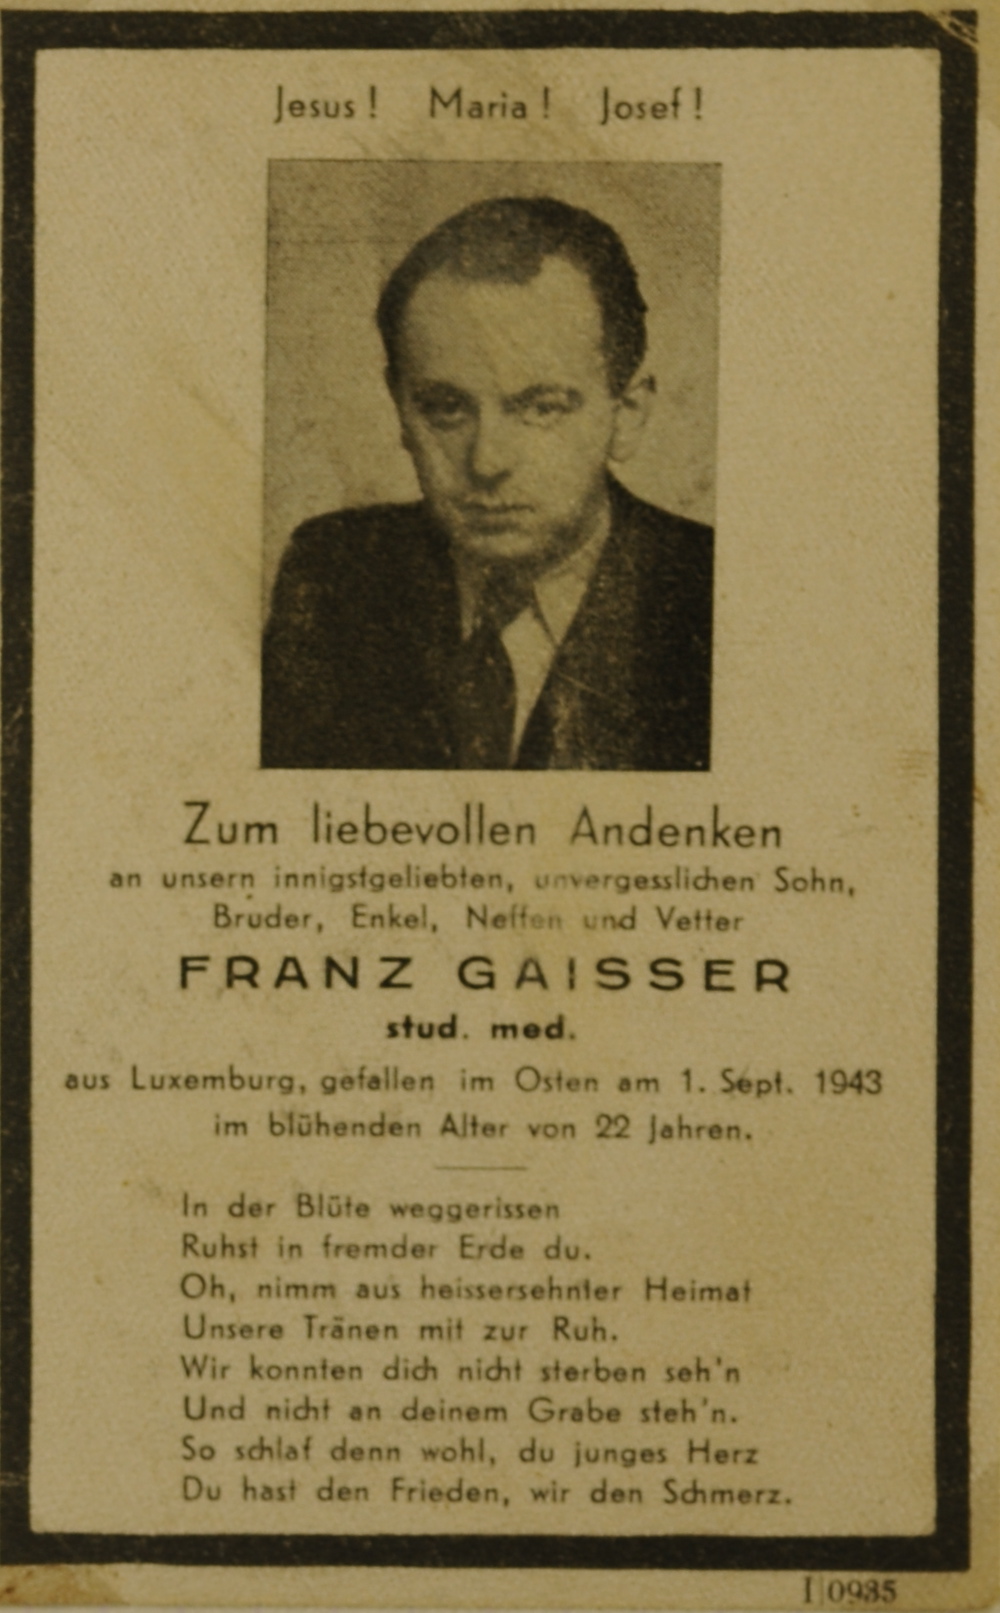 Jesus! Maria! Josef!
Zum liebevollen Andenken
an unsern innigstgeliebten, unvergesslichen Sohn,
Bruder, Enkel, Neffen und Vetter
FRANZ GAISSER
stud. med.
aus Luxemburg, gefallen im Osten am 1. Sept. 1943
im blühenden Alter von 22 Jahren.
In der Blüte weggerissen
Ruhst in fremder Erde du.
Oh, nimm aus heissersehnter Heimat
Unsere Tränen mit zur Ruh.
Wir konnten dich nicht sterben seh'n
Und nicht an deinem Grabe steh'n.
So schlaf denn wohl, du junges Herz
Du hast den Frieden, wir den Schmerz.
I|0935